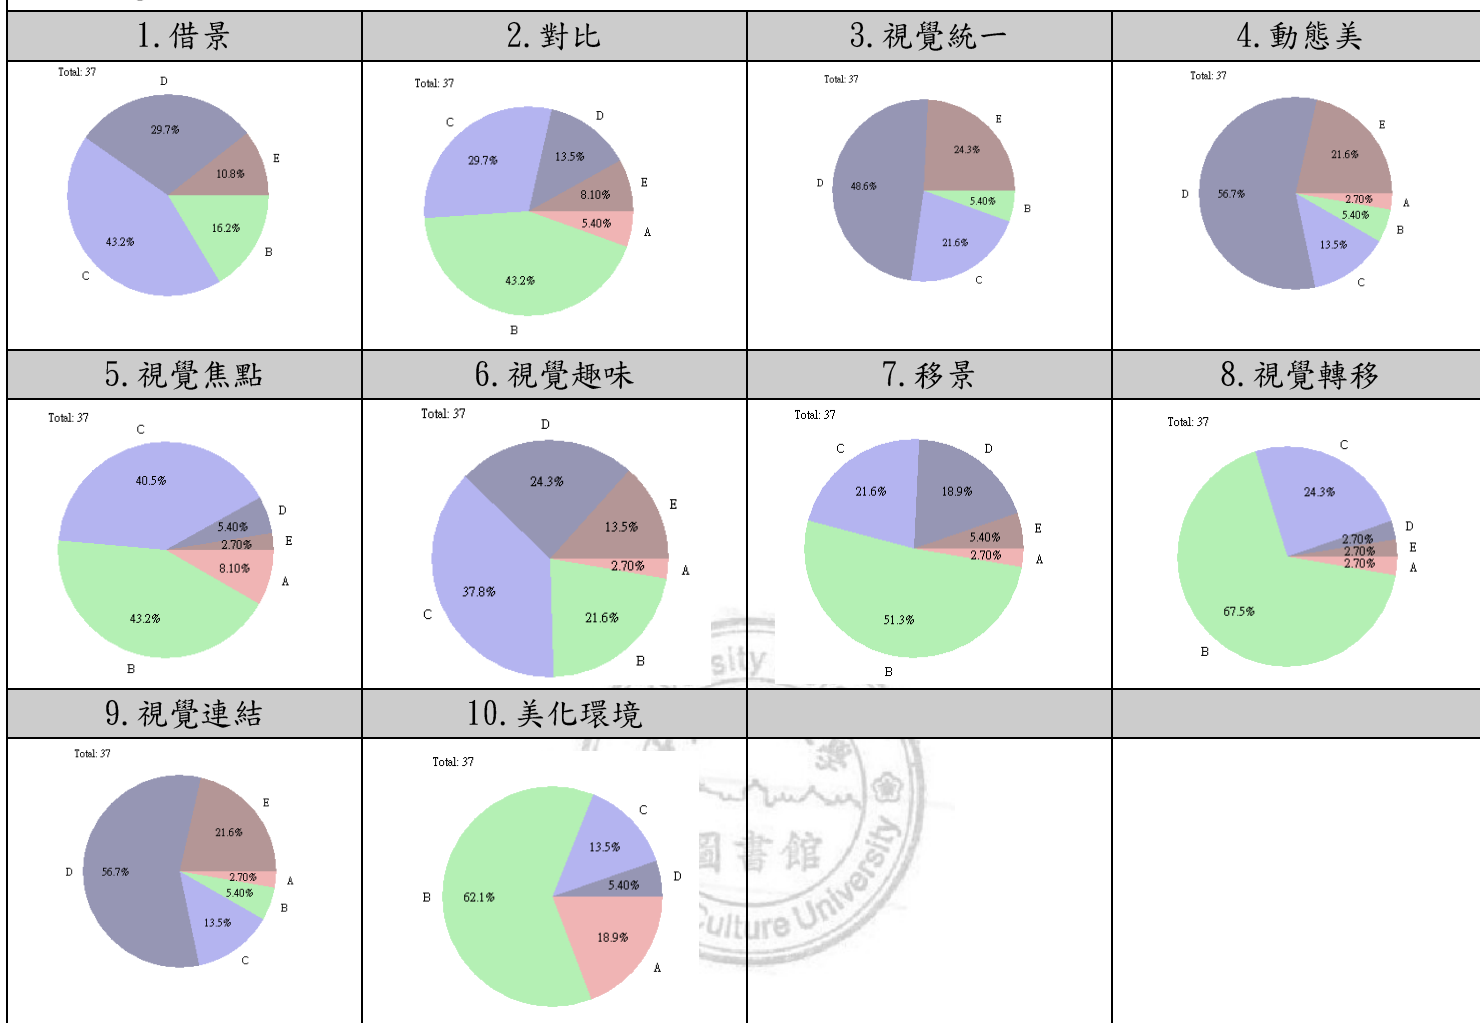 1.借景
2.對比
3.視覺統一
4.動態美
Total: 37
D
29.7%
E
10.8%
43.2%
16.2%
C
B
Total: 37
C
D
29.7%
13.5%
E
8.10%
5.40%
A
43.2%
B
Total: 37
E
24.3%
D
48.6%
5.40%
B
21.6%
C
Total: 37
E
21.6%
D
56.7%
2.70%
A
5.40%
B
13.5%
C
5.視覺焦點
6.視覺趣味
7.移景
8.視覺轉移
Total: 37
C
40.5%
D
5.40%
E
2.70%
8.10%
A
43.2%
B
Total: 37
D
24.3%
E
13.5%
2.70%
A
37.8%
C
21.6%
B
Total: 37
C
D
21.6%
18.9%
E
5.40%
2.70%
A
51.3%
B
Total: 37
C
24.3%
D
2.70%
E
2.70%
2.70%
A
67.5%
B
9.視覺連結
10.美化環境
Total: 37
E
21.6%
D
56.7%
2.70%
A
5.40%
B
13.5%
C
Total: 37
C
13.5%
D
5.40%
B
62.1%
18.9%
A
sity
圖書館
Culture University